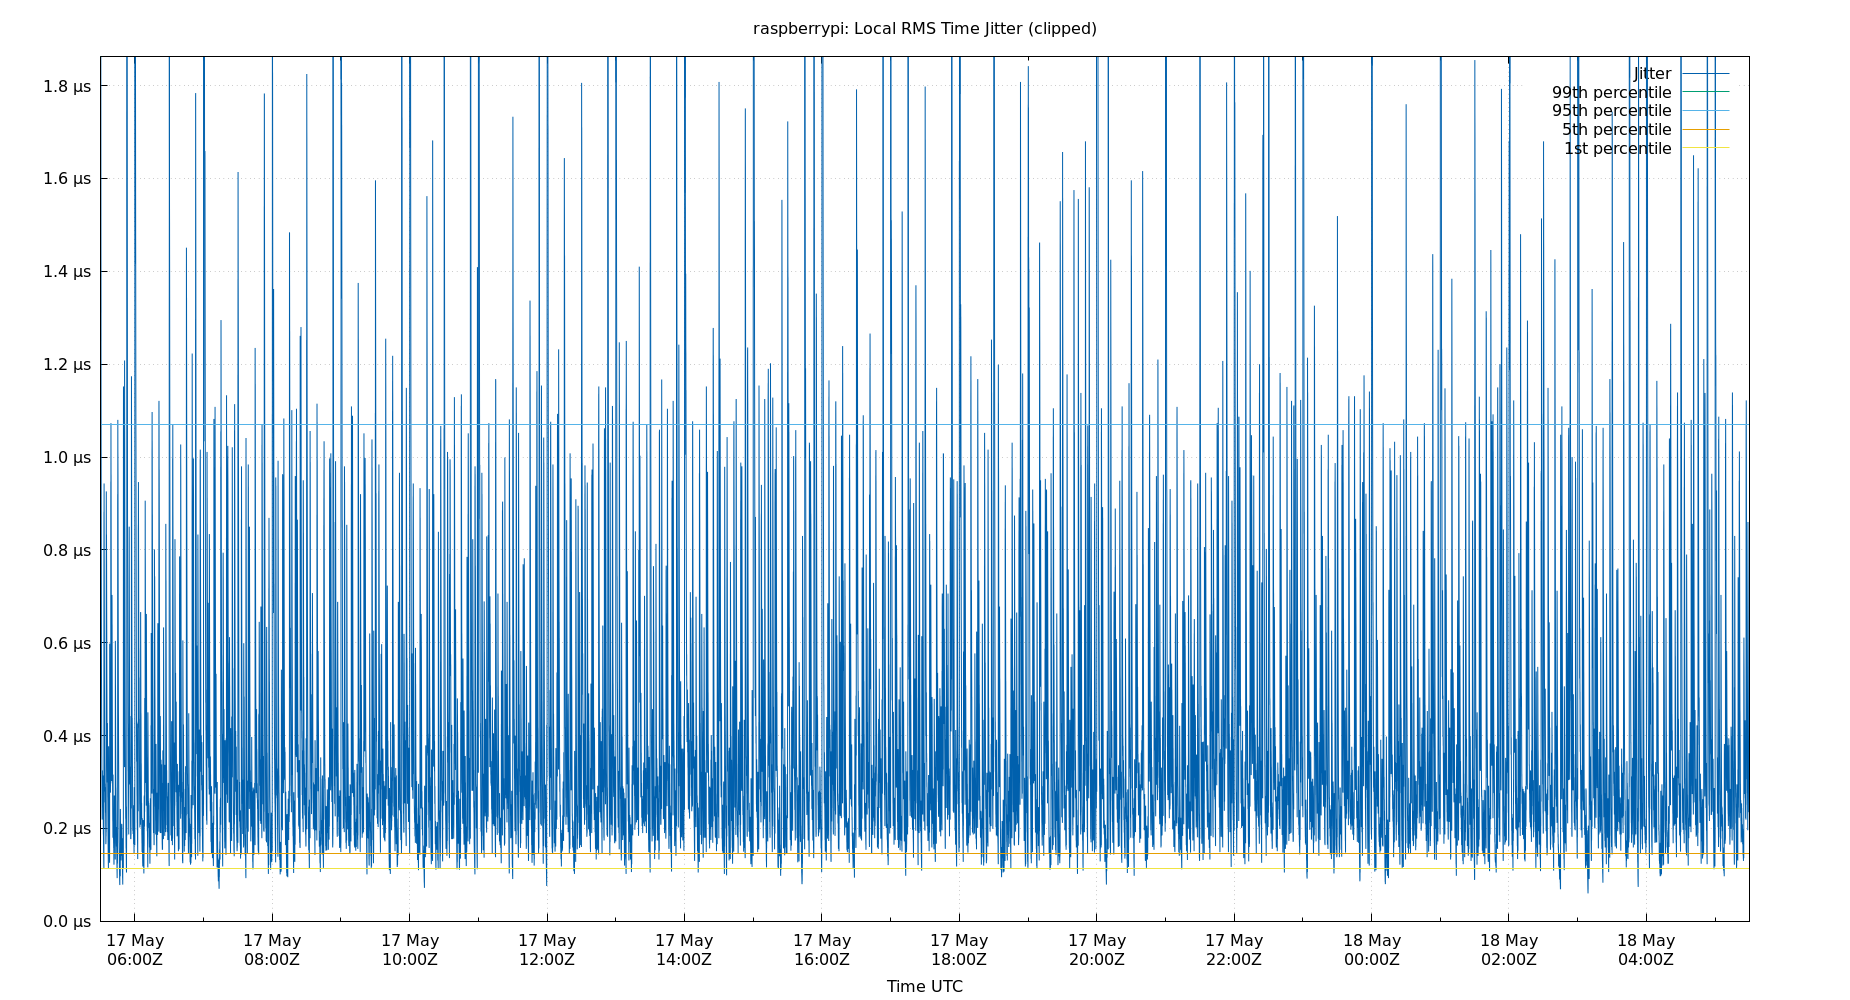 raspberrypi: Local RMS Time Jitter (clipped)
1.8 µs
1.6 µs
1.4 µs
1.2 µs
1.0 µs
0.8 µs
0.6 µs
0.4 µs
0.2 µs
0.0 µs
Jitter
99th percentile
95th percentile
5th percentile
1st percentile
17 May 17 May 17 May 17 May 17 May 17 May 17 May 17 May 17 May 18 May 18 May 18 May
06:00Z 08:00Z 10:00Z 12:00Z 14:00Z 16:00Z 18:00Z 20:00Z 22:00Z 00:00Z 02:00Z 04:00Z
Time UTC